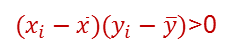 (xᵢ − ẋ)(yᵢ − ȳ)>0